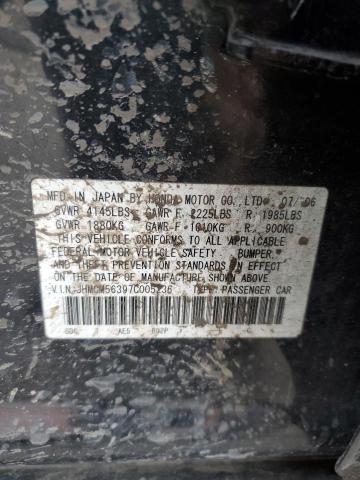 MFD. IN JAPAN BY HONDA MOTOR CO., LTD. 07/06
GVWR 4145LBS GAWR F 2225LBS R 1985LBS
GVWR 1880KG GAWR F 1010KG R 900KG
THIS VEHICLE CONFORMS TO ALL APPLICABLE
FEDERAL MOTOR VEHICLE SAFETY BUMPER,
AND THEFT PREVENTION STANDARDS IN EFFECT
ON THE DATE OF MANUFACTURE SHOWN ABOVE.
V.I.N. JHMCM56397C005236 TYPE: PASSENGER CAR
AE5